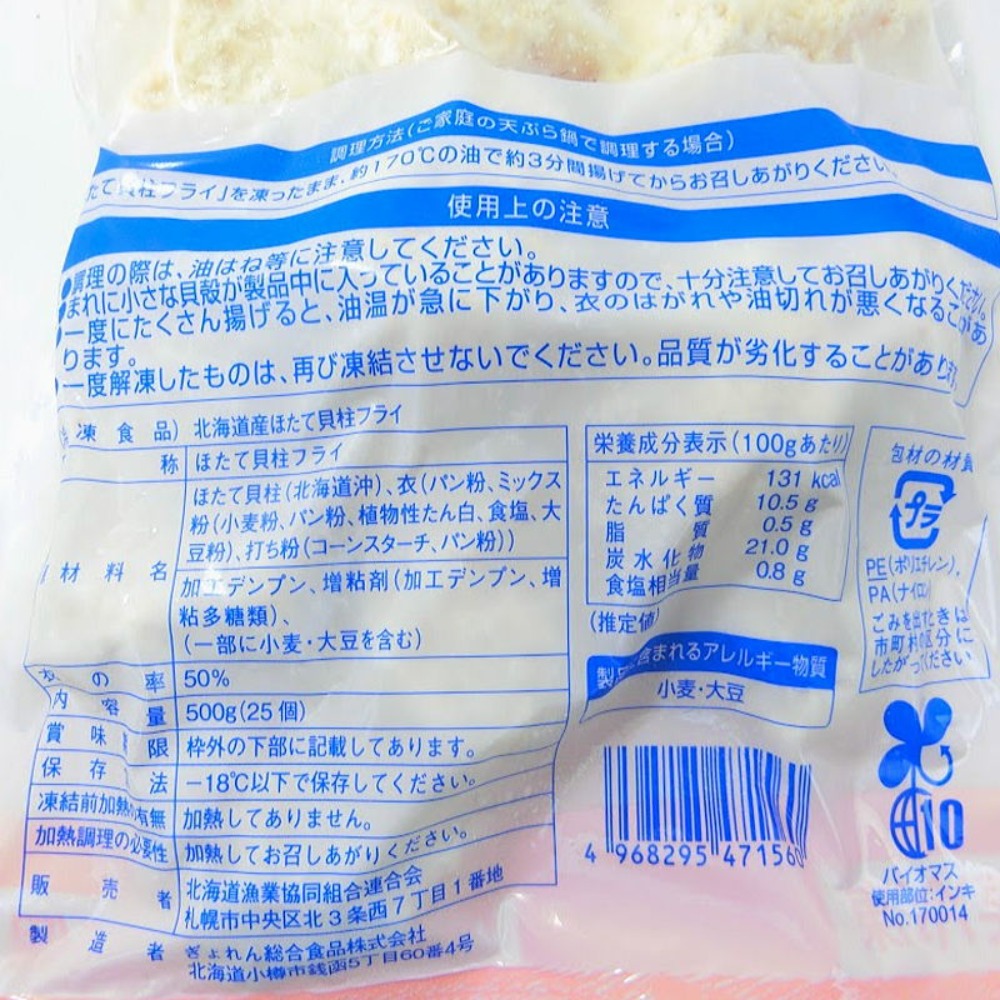 調理方法(ご家庭の天ぷら鍋で調理する場合)
たて貝柱フライ」を凍ったまま、約170℃の油で約3分間揚げてからお召しあがりください。
使用上の注意
●調理の際は、油はね等に注意してください。
●まれに小さな貝殻が製品中に入っていることがありますので、十分注意してお召しあがりください。
●一度にたくさん揚げると、油温が急に下がり、衣のはがれや油切れが悪くなることがあ
ります。
●一度解凍したものは、再び凍結させないでください。品質が劣化することがあります。
凍食品) 北海道産ほたて貝柱フライ
称 ほたて貝柱フライ
材料名 ほたて貝柱(北海道沖)、衣(パン粉、ミックス
粉(小麦粉、パン粉、植物性たん白、食塩、大
豆粉)、打ち粉(コーンスターチ、パン粉))
加工デンプン、増粘剤(加工デンプン、増
粘多糖類)、
(一部に小麦・大豆を含む)
衣の率 50%
内容量 500g(25個)
賞味期限 枠外の下部に記載してあります。
保存 法 -18℃以下で保存してください。
凍結前加熱の有無 加熱してありません。
加熱調理の必要性 加熱してお召しあがりください。
販売者 北海道漁業協同組合連合会
札幌市中央区北3条西7丁目1番地
製造者 ぎょれん総合食品株式会社
北海道小樽市銭函5丁目60番4号
栄養成分表示(100gあたり)
エネルギー 131 kcal
たんぱく質 10.5 g
脂質 0.5 g
炭水化物 21.0 g
食塩相当量 0.8 g
(推定値)
製品に含まれるアレルギー物質
小麦・大豆
4 968295 471560
包材の材質
プラ
PE(ポリエチレン)、
PA(ナイロン)
ごみを出すときは
市町村の区分に
したがってください
10
バイオマス
使用部位:インキ
No.170014